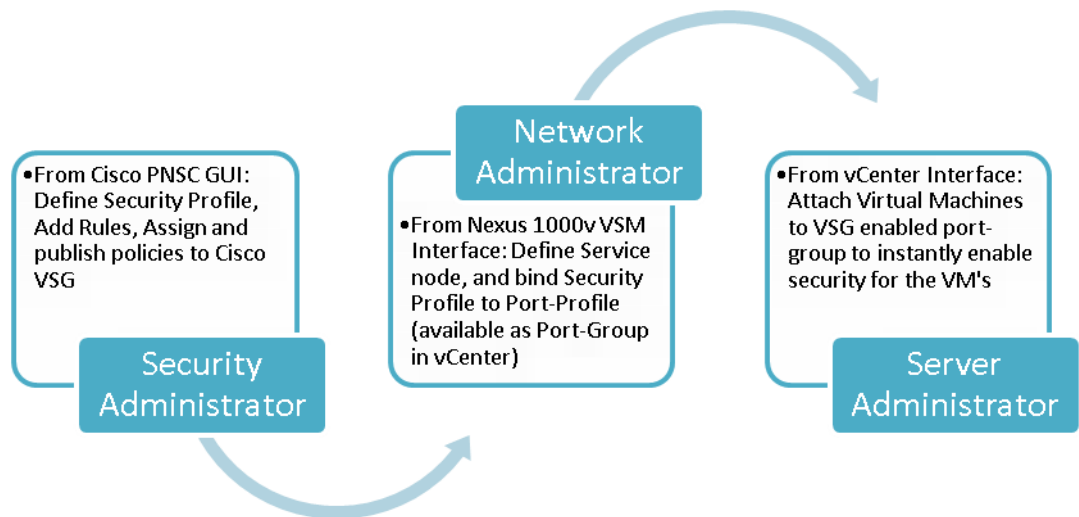 •From Cisco PNSC GUI:
Define Security Profile,
Add Rules, Assign and
publish policies to Cisco
VSG
Security
Administrator
Network
Administrator
•From Nexus 1000v VSM
Interface: Define Service
node, and bind Security
Profile to Port-Profile
(available as Port-Group
in vCenter)
•From vCenter Interface:
Attach Virtual Machines
to VSG enabled port-
group to instantly enable
security for the VM's
Server
Administrator